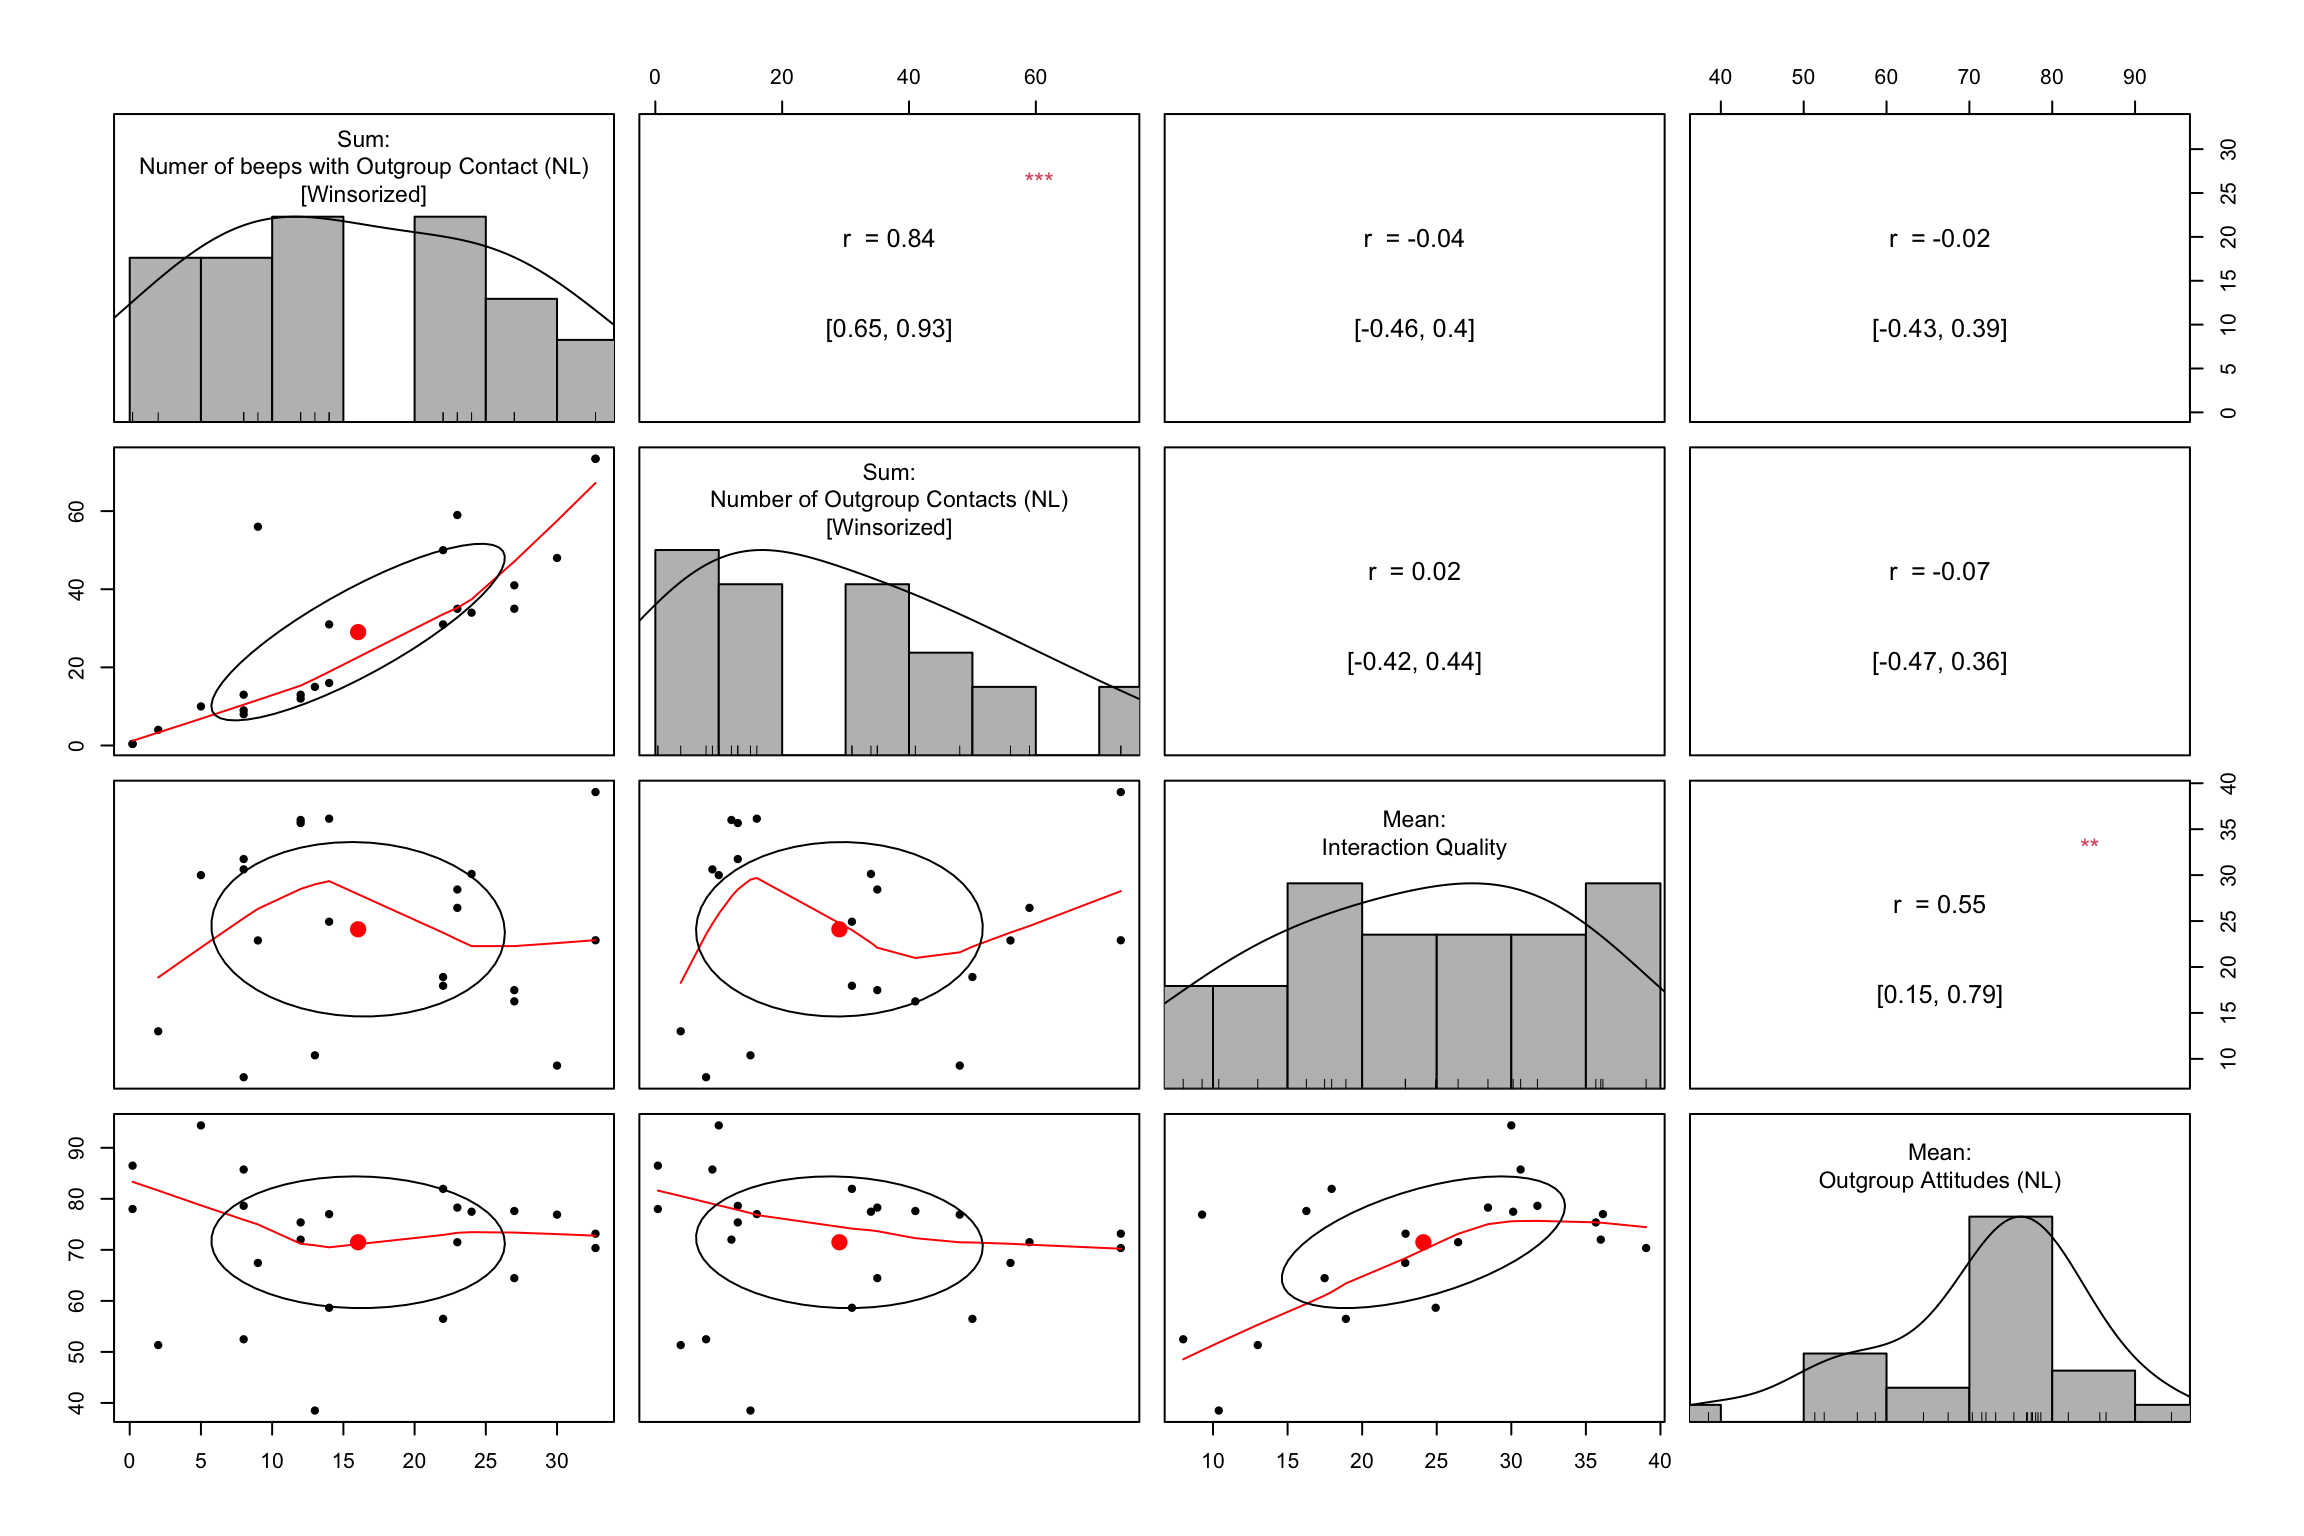 0 20 40 60
40 50 60 70 80 90
Sum:
Numer of beeps with Outgroup Contact (NL)
[Winsorized]
***
r = 0.84
[0.65, 0.93]
r = -0.04
[-0.46, 0.4]
r = -0.02
[-0.43, 0.39]
0 5 10 15 20 25 30
0 20 40 60
Sum:
Number of Outgroup Contacts (NL)
[Winsorized]
r = 0.02
[-0.42, 0.44]
r = -0.07
[-0.47, 0.36]
Mean:
Interaction Quality
**
r = 0.55
[0.15, 0.79]
10 15 20 25 30 35 40
40 50 60 70 80 90
Mean:
Outgroup Attitudes (NL)
0 5 10 15 20 25 30
10 15 20 25 30 35 40